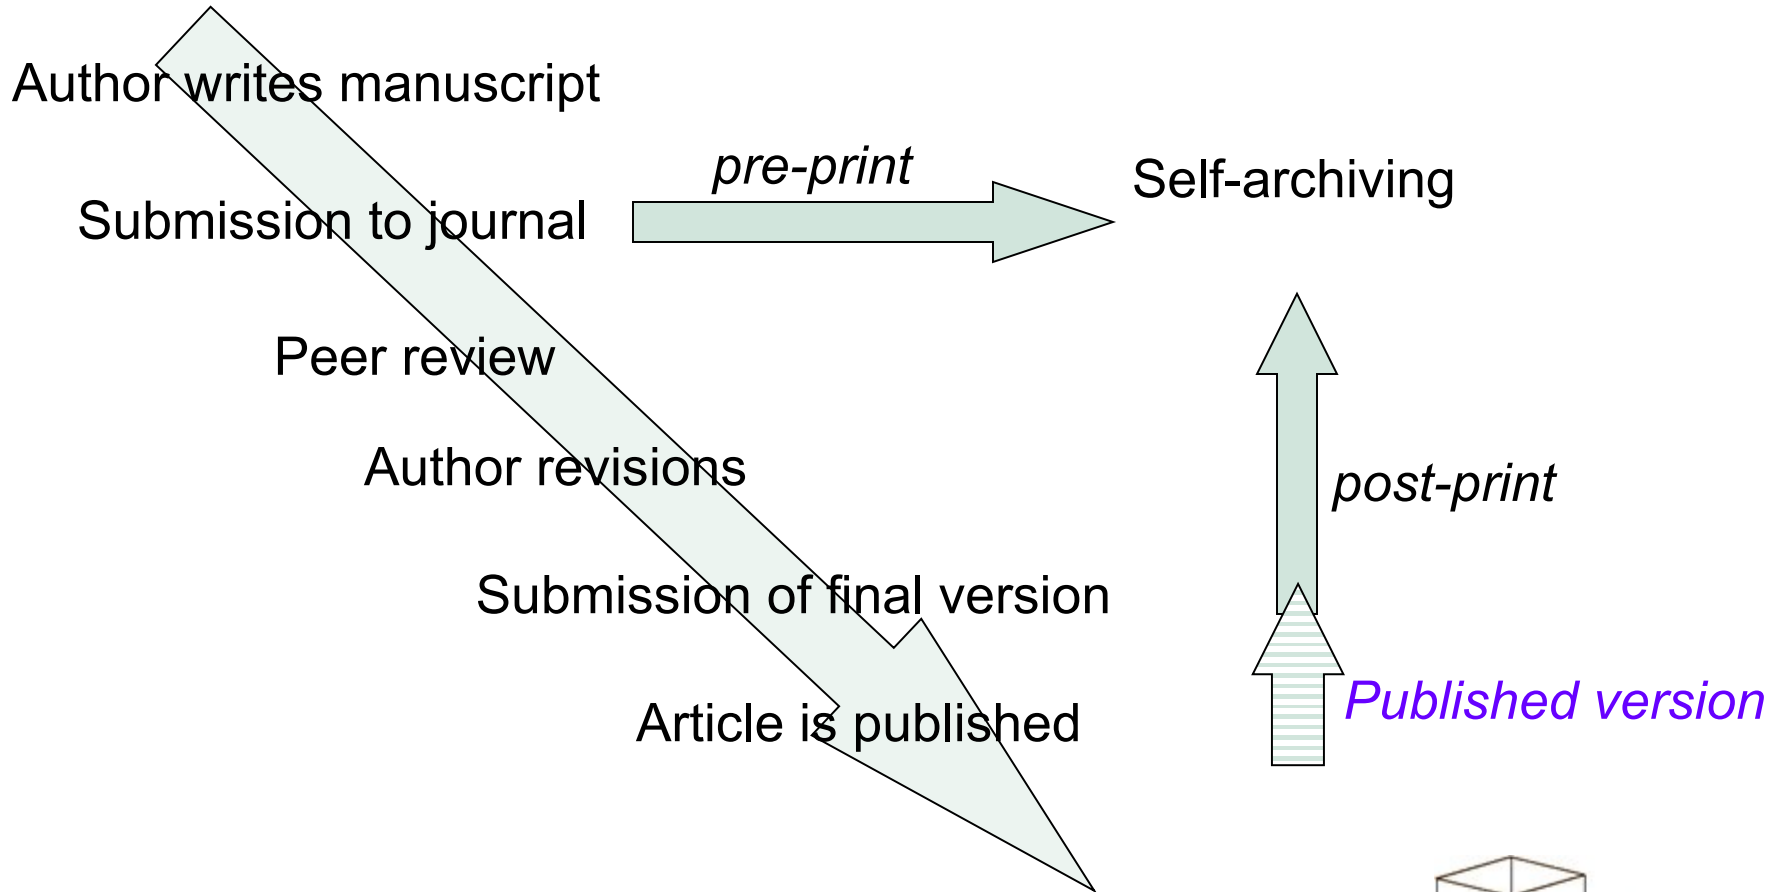 Author writes manuscript
pre-print
Self-archiving
Submission to journal
Peer review
Author revisions
post-print
Submission of final version
Published version
Article is published